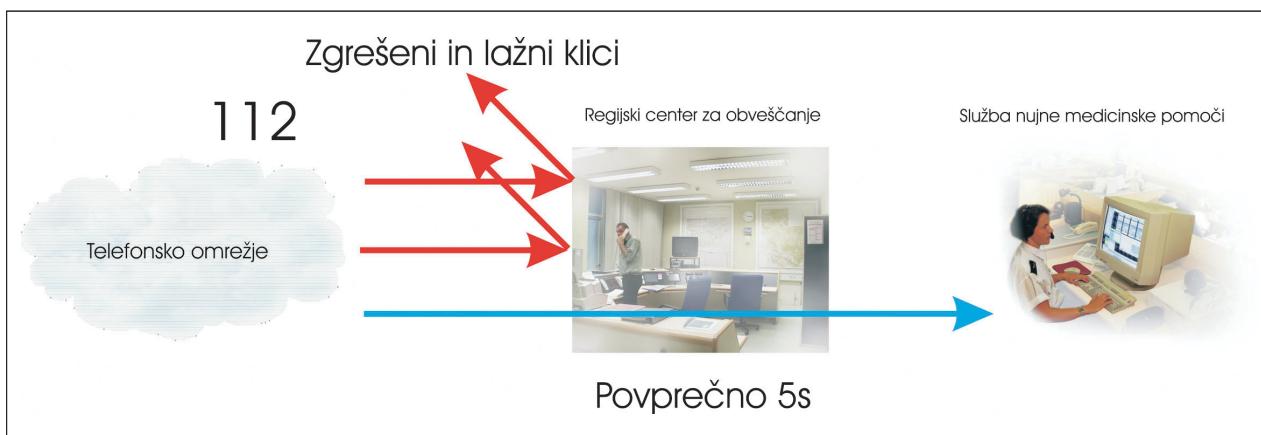 Zgrešeni in lažni klici
112
Regijski center za obveščanje
Služba nujne medicinske pomoči
Telefonsko omrežje
Povprečno 5s